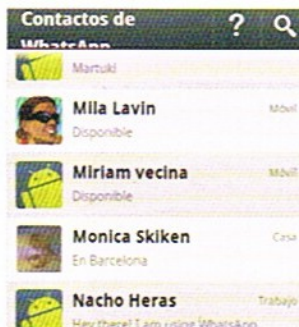 Contactos de
WhatsApp
?
Martuki
Mila Lavin
Móvil
Disponible
Miriam vecina
Móvil
Disponible
Monica Skiken
Casa
En Barcelona
Nacho Heras
Trabajo
Hey there! I am using WhatsApp